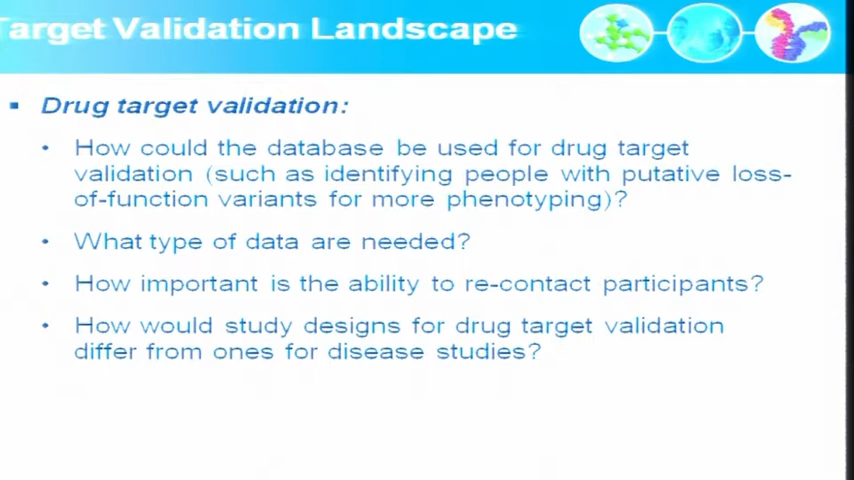 Target Validation Landscape
▪ Drug target validation:
• How could the database be used for drug target
validation (such as identifying people with putative loss-
of-function variants for more phenotyping)?
• What type of data are needed?
• How important is the ability to re-contact participants?
• How would study designs for drug target validation
differ from ones for disease studies?